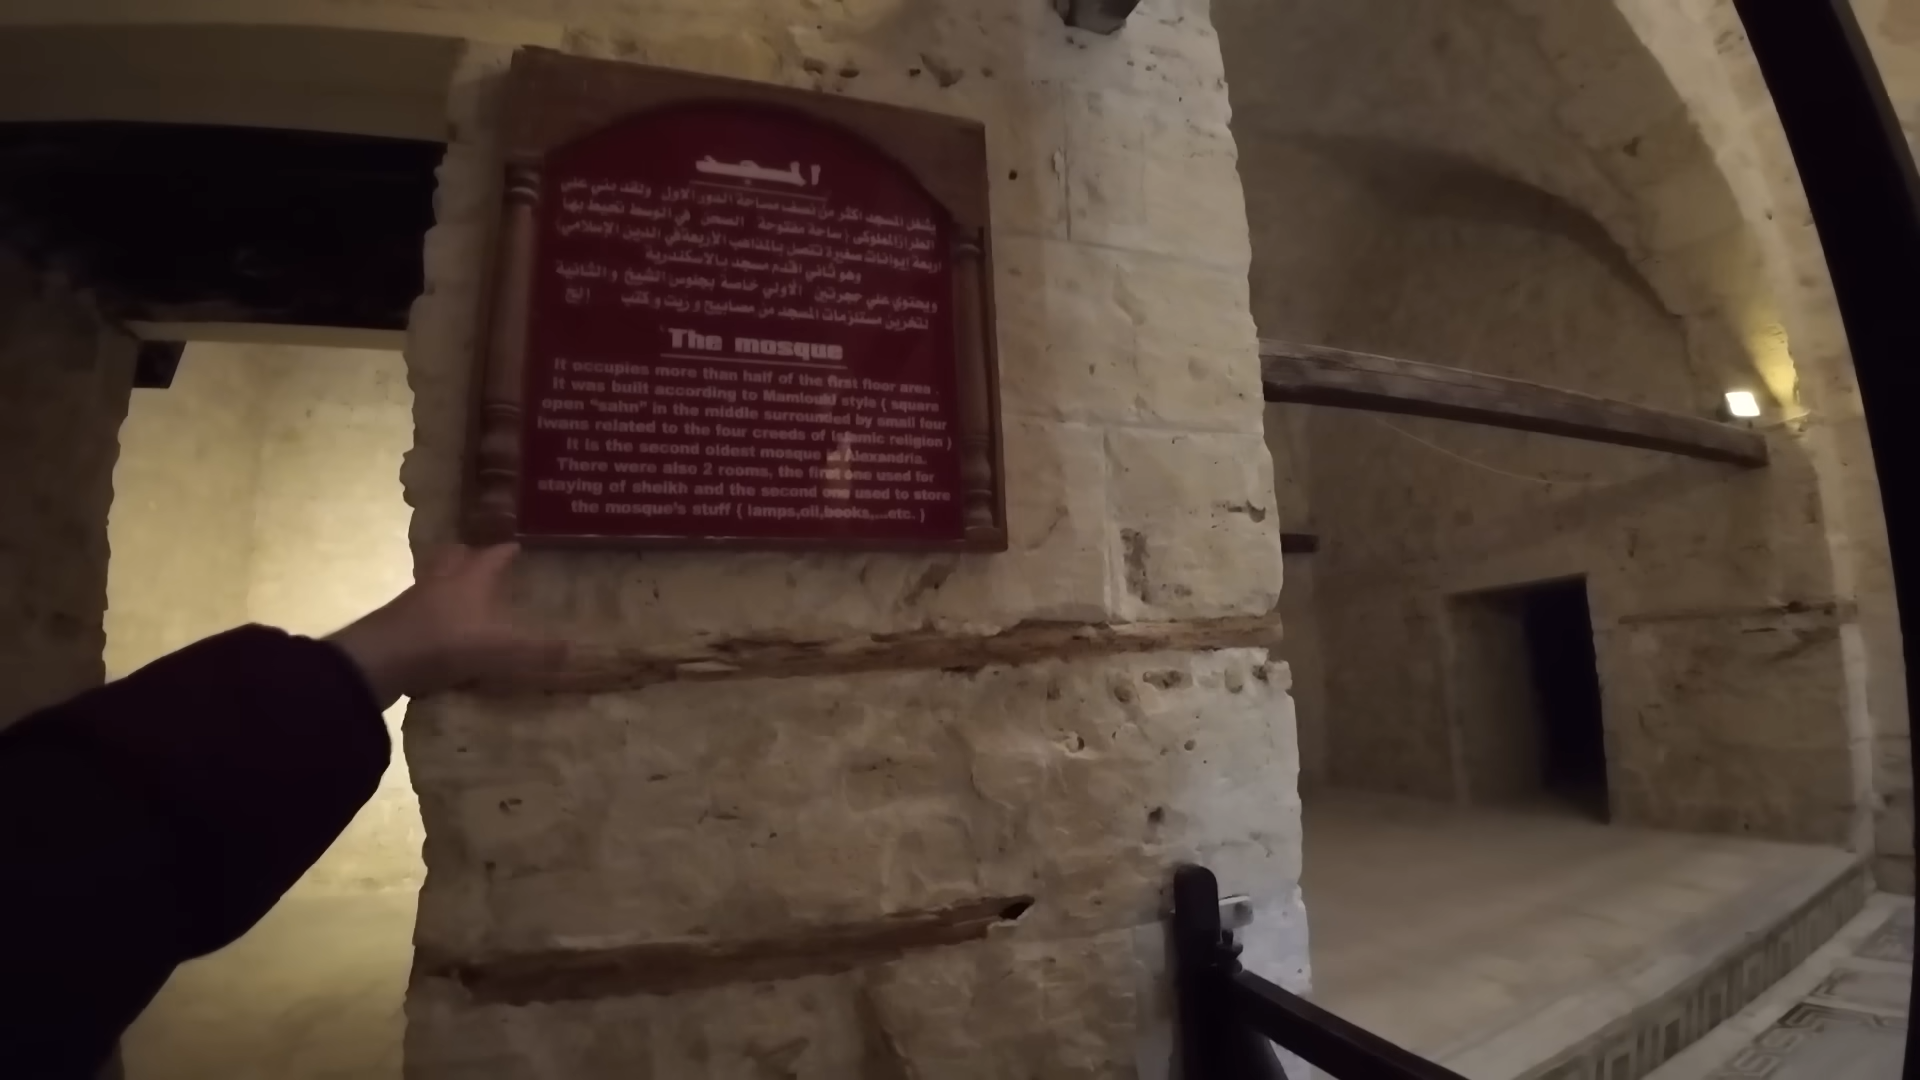 المسجد
يشغل المسجد اكثر من نصف مساحة الدور الاول ولقد بني علي
الطراز المملوكى ( ساحة مفتوحة الصحن في الوسط تحيط بها
اربعة إيوانات صغيرة تتصل بالمذاهب الأربعة في الدين الإسلامي)
وهو ثاني اقدم مسجد بالاسكندرية
ويحتوي علي حجرتين الأولي خاصة بجلوس الشيخ و الثانية
لتخزين مستلزمات المسجد من مصابيح و زيت و كتب إلخ
The mosque
It occupies more than half of the first floor area .
It was built according to Mamlouki style ( square
open "sahn" in the middle surrounded by small four
Iwans related to the four creeds of Islamic religion )
It is the second oldest mosque in Alexandria.
There were also 2 rooms, the first one used for
staying of sheikh and the second one used to store
the mosque's stuff ( lamps,oil,books,...etc. )